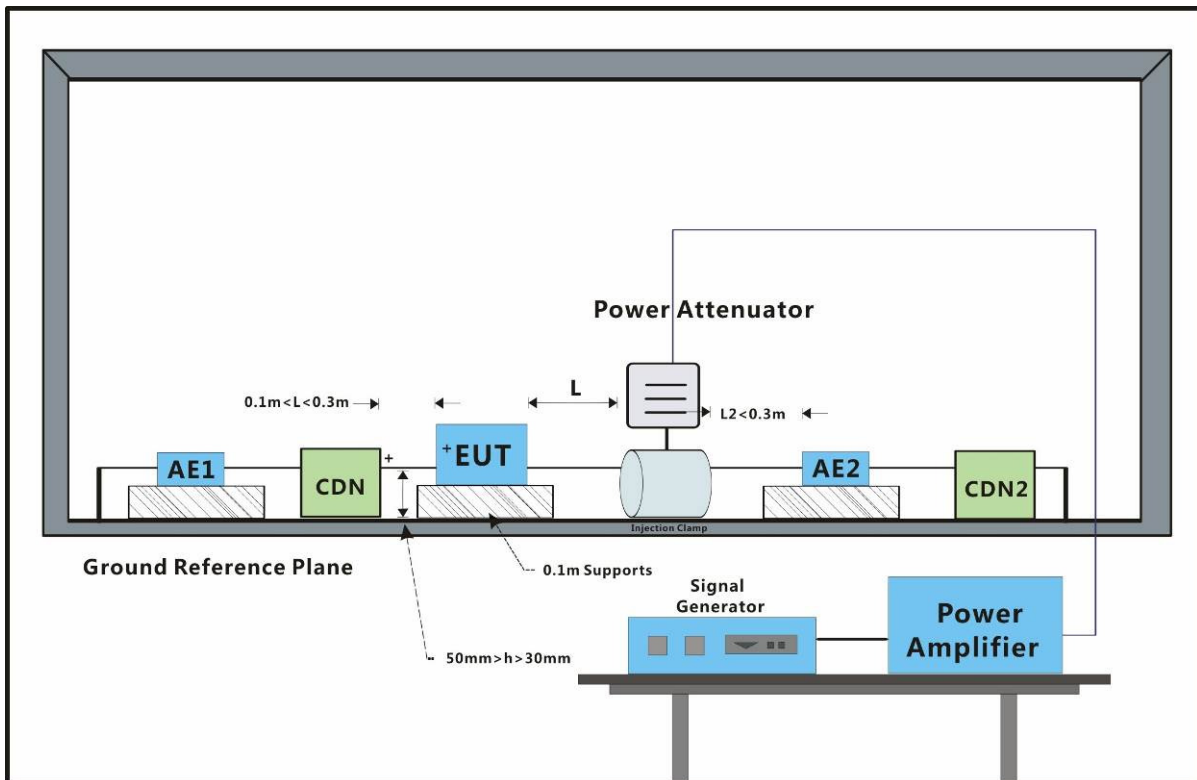 Power Attenuator
0.1m<L<0.3m
L
L2<0.3m
AE1
CDN
+
+EUT
AE2
CDN2
Injection Clamp
Ground Reference Plane
0.1m Supports
50mm>h>30mm
Signal
Generator
Power
Amplifier